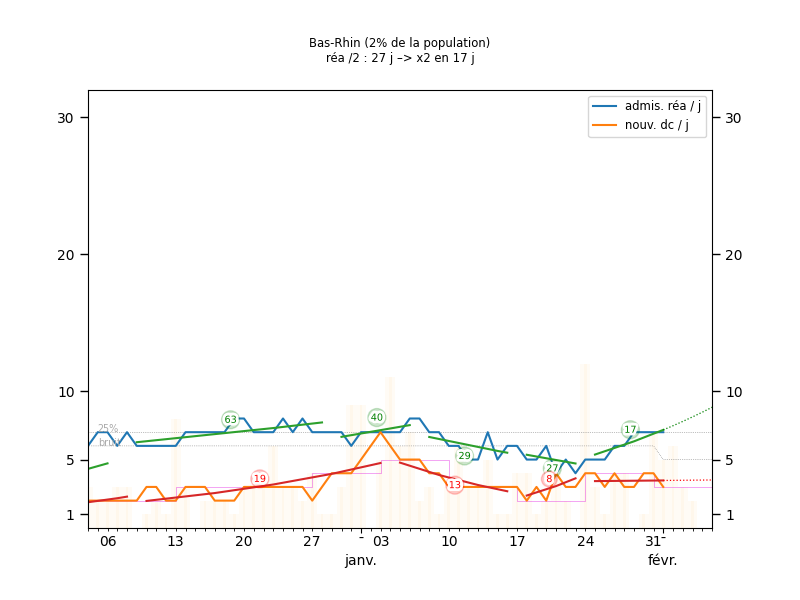 Bas-Rhin (2% de la population)
réa /2 : 27 j –> x2 en 17 j
admis. réa / j
nouv. dc / j
30 30
20 20
10 10
5 5
1 1
25%
brut
63
40
29
27
17
19
13
8
06 13 20 27 - 03 10 17 24 31 -
janv. févr.